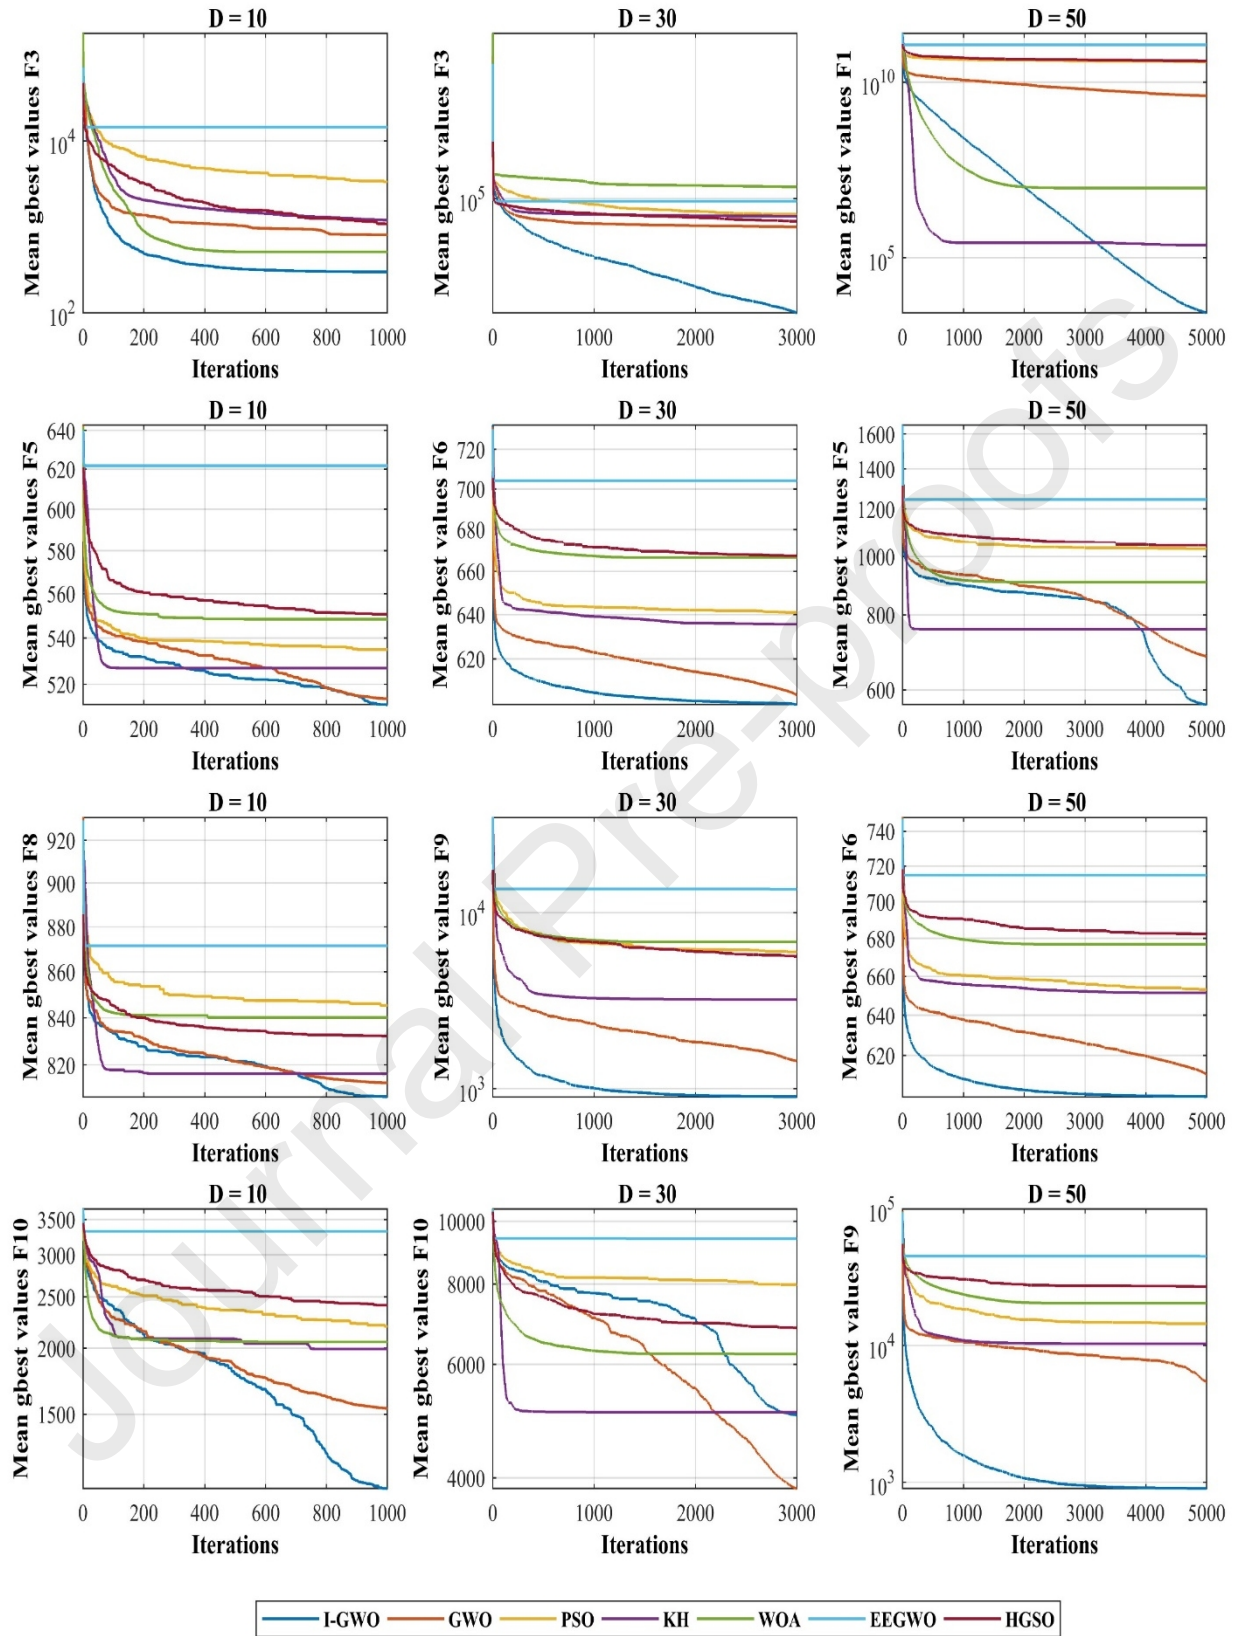 D = 10
Mean gbest values F3
10^4
10^2
0 200 400 600 800 1000
Iterations
D = 30
Mean gbest values F3
10^5
0 1000 2000 3000
Iterations
D = 50
Mean gbest values F1
10^10
10^5
0 1000 2000 3000 4000 5000
Iterations
D = 10
Mean gbest values F5
640
620
600
580
560
540
520
0 200 400 600 800 1000
Iterations
D = 30
Mean gbest values F6
720
700
680
660
640
620
0 1000 2000 3000
Iterations
D = 50
Mean gbest values F5
1600
1400
1200
1000
800
600
0 1000 2000 3000 4000 5000
Iterations
D = 10
Mean gbest values F8
920
900
880
860
840
820
0 200 400 600 800 1000
Iterations
D = 30
Mean gbest values F9
10^4
10^3
0 1000 2000 3000
Iterations
D = 50
Mean gbest values F6
740
720
700
680
660
640
620
0 1000 2000 3000 4000 5000
Iterations
D = 10
Mean gbest values F10
3500
3000
2500
2000
1500
0 200 400 600 800 1000
Iterations
D = 30
Mean gbest values F10
10000
8000
6000
4000
0 1000 2000 3000
Iterations
D = 50
Mean gbest values F9
10^5
10^4
10^3
0 1000 2000 3000 4000 5000
Iterations
I-GWO GWO PSO KH WOA EEGWO HGSO
Journal Pre-proofs